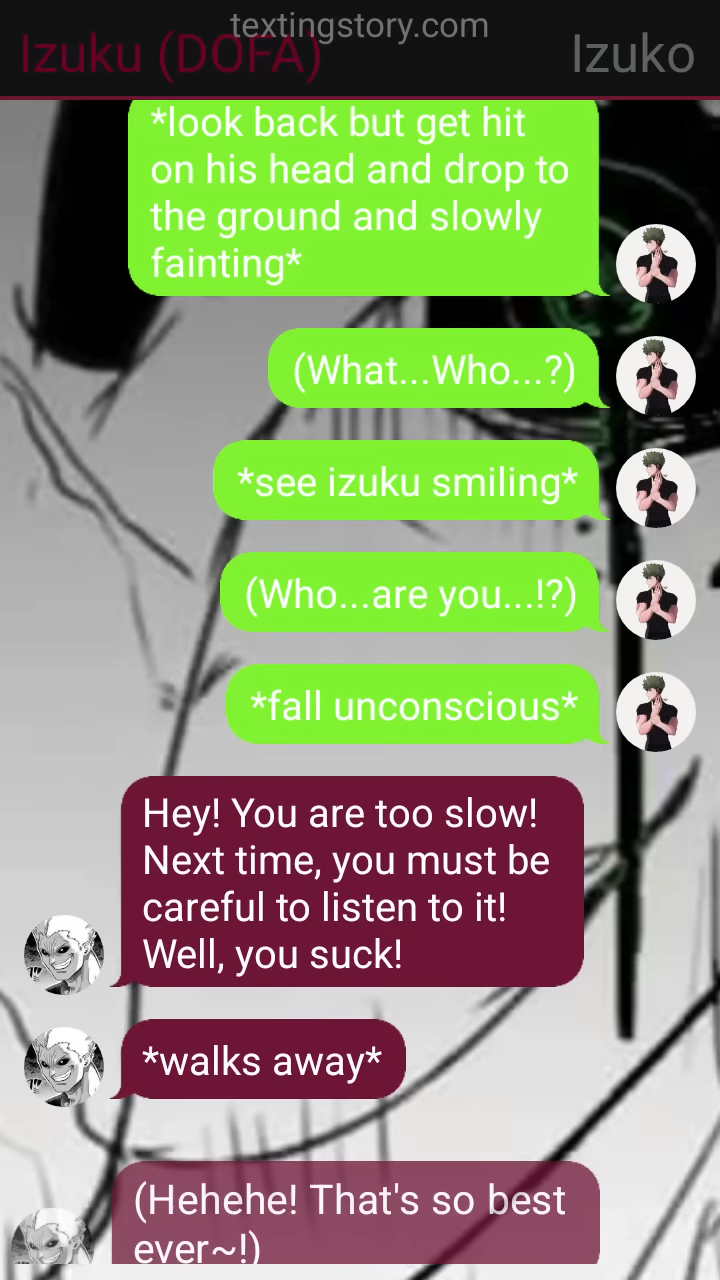 textingstory.com
Izuku (DOFA)
Izuko
*look back but get hit
on his head and drop to
the ground and slowly
fainting*
(What...Who...?)
*see izuku smiling*
(Who...are you...!?)
*fall unconscious*
Hey! You are too slow!
Next time, you must be
careful to listen to it!
Well, you suck!
*walks away*
(Hehehe! That's so best
ever~!)